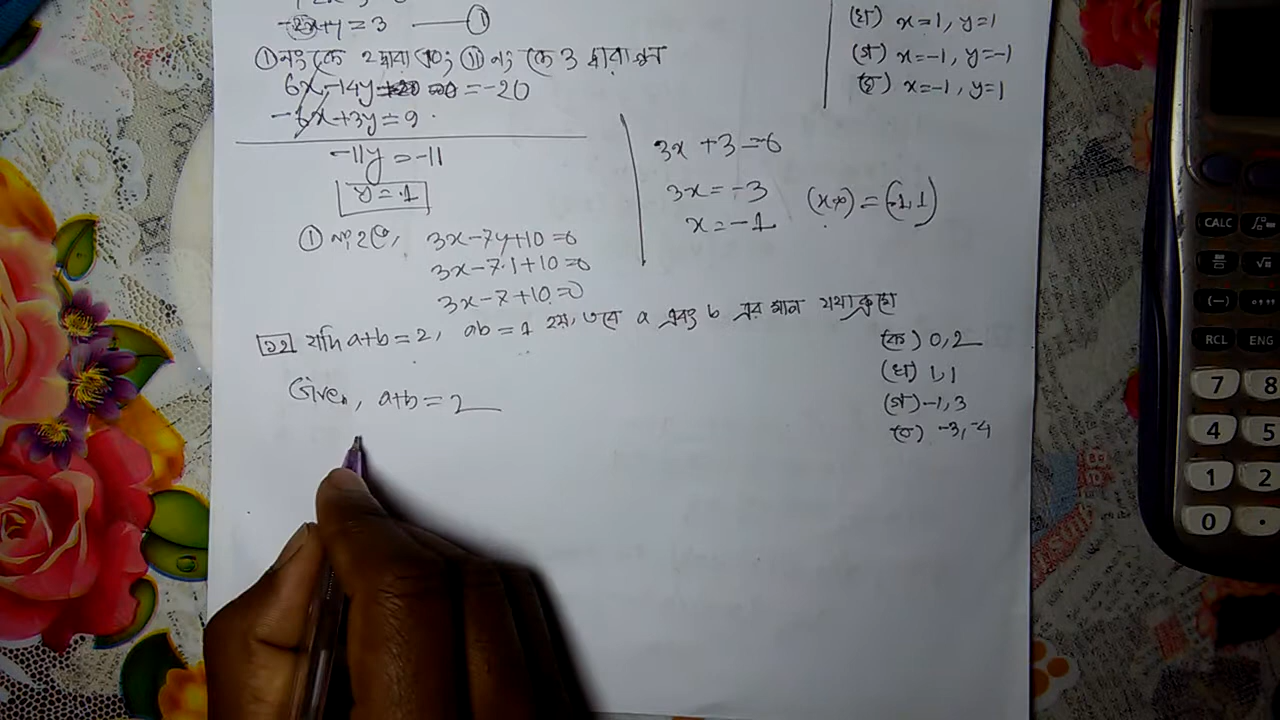 -2x+y = 3 ——— ①
① নং কে 2 দ্বারা ; ⑪ নং কে 3 দ্বারা গুন
6x-14y = -20
-6x+3y = 9
-11y = -11
y = 1
① নং 2তে, 3x-7y+10 = 0
3x-7.1+10 = 0
3x-7+10 = 0
3x +3 = 0
3x = -3
x = -1
(x,y) = (-1,1)
(খ) x=1, y=1
(গ) x=-1, y=-1
(ঘ) x=-1, y=1
১২ যদি a+b = 2, ab = 1 হয়, তবে a এবং b এর মান যথাক্রমে
(ক) 0,2
(খ) 1,1
(গ) -1,3
(ঘ) -3,-4
Given, a+b = 2
CALC
(−)
RCL ENG
7 8
4 5
1 2
0 .